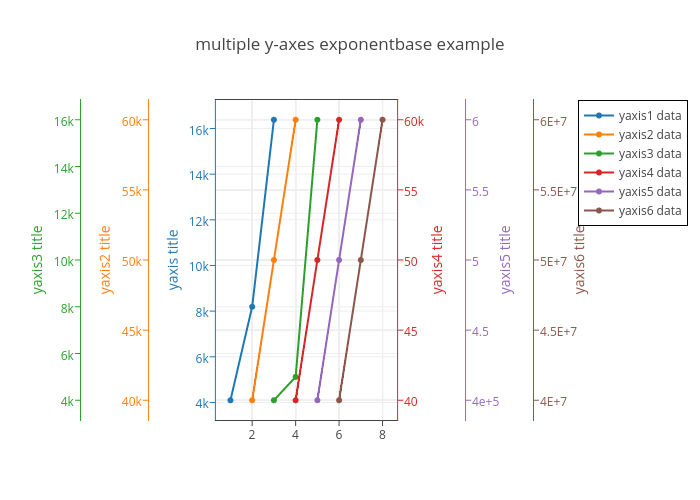 multiple y-axes exponentbase example
yaxis1 data
yaxis2 data
yaxis3 data
yaxis4 data
yaxis5 data
yaxis6 data
yaxis3 title
16k
14k
12k
10k
8k
6k
4k
yaxis2 title
60k
55k
50k
45k
40k
yaxis title
16k
14k
12k
10k
8k
6k
4k
60k
55
50
45
40
yaxis4 title
6
5.5
5
4.5
4e+5
yaxis5 title
6E+7
5.5E+7
5E+7
4.5E+7
4E+7
yaxis6 title
2 4 6 8